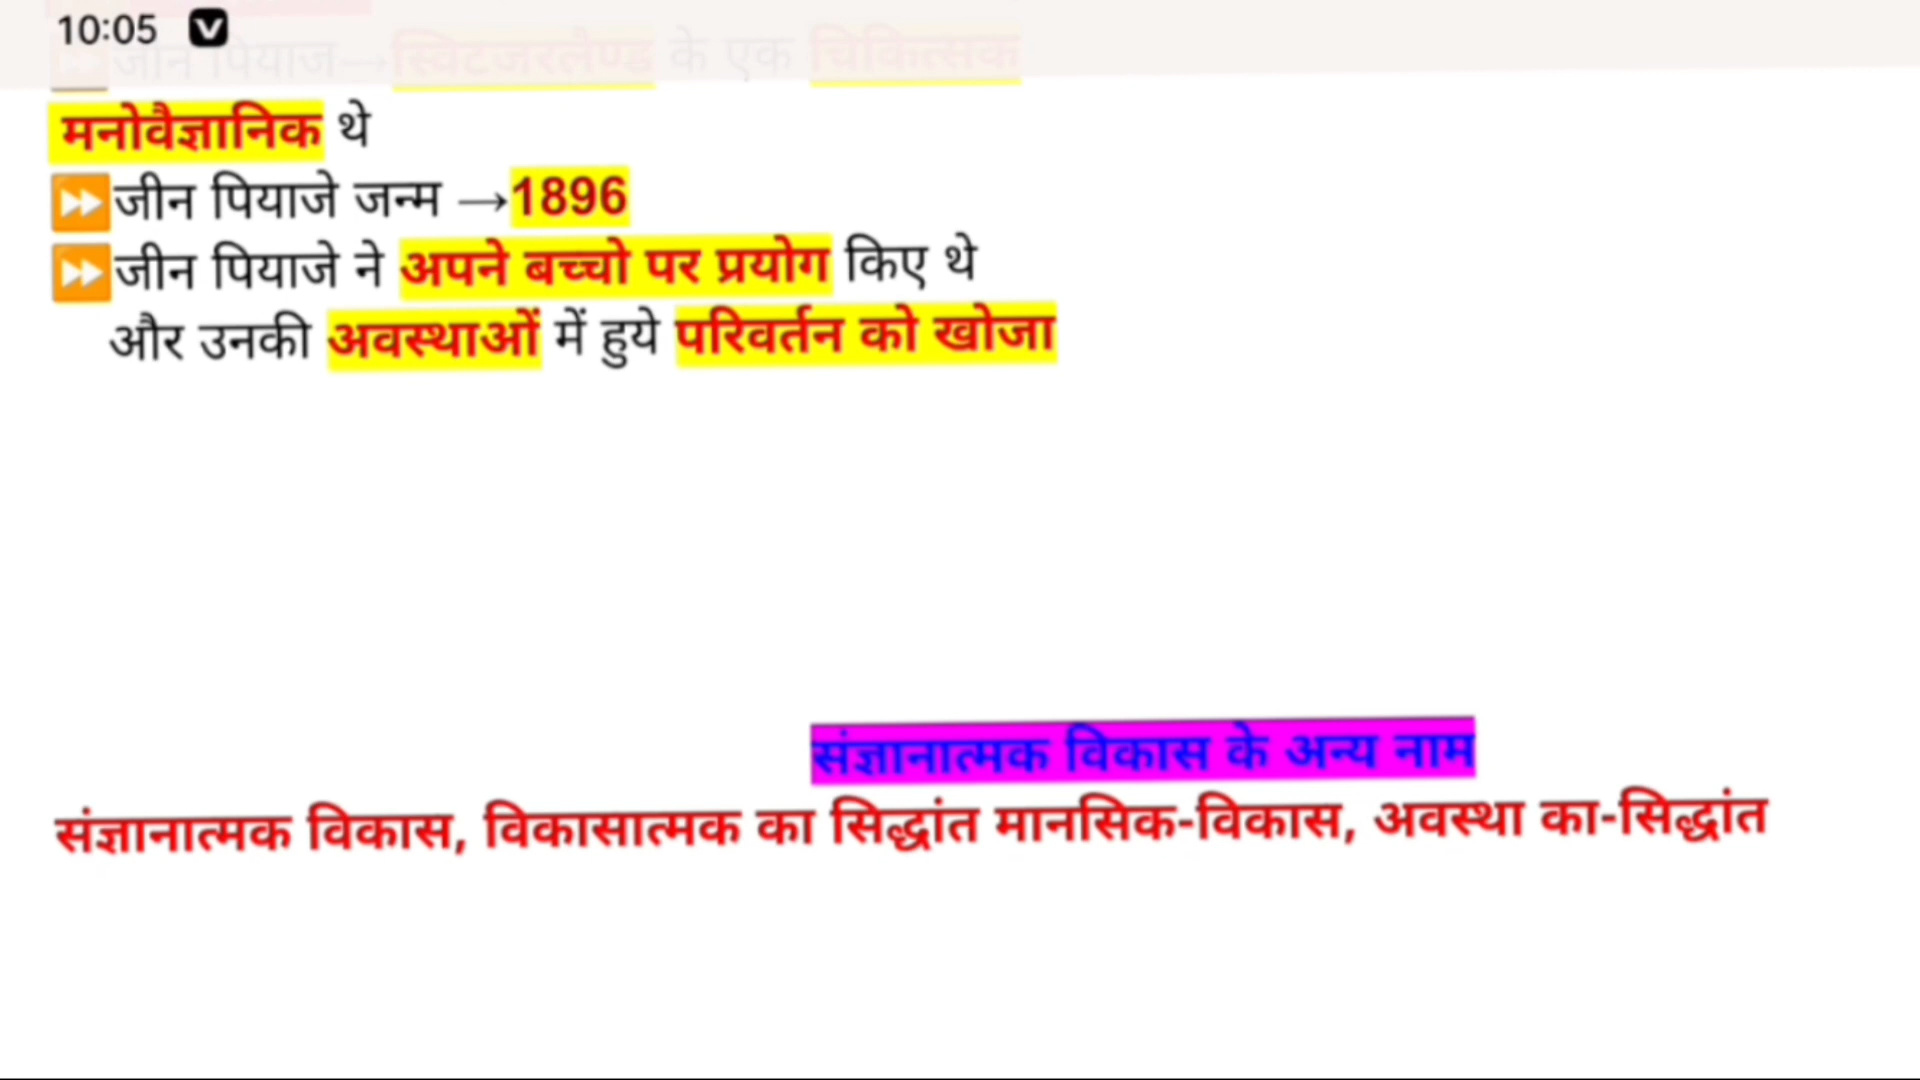 10:05
जीन पियाजे→स्विटजरलैण्ड के एक चिकित्सक
मनोवैज्ञानिक थे
⏩जीन पियाजे जन्म →1896
⏩जीन पियाजे ने अपने बच्चो पर प्रयोग किए थे
और उनकी अवस्थाओं में हुये परिवर्तन को खोजा
संज्ञानात्मक विकास के अन्य नाम
संज्ञानात्मक विकास, विकासात्मक का सिद्धांत मानसिक-विकास, अवस्था का-सिद्धांत